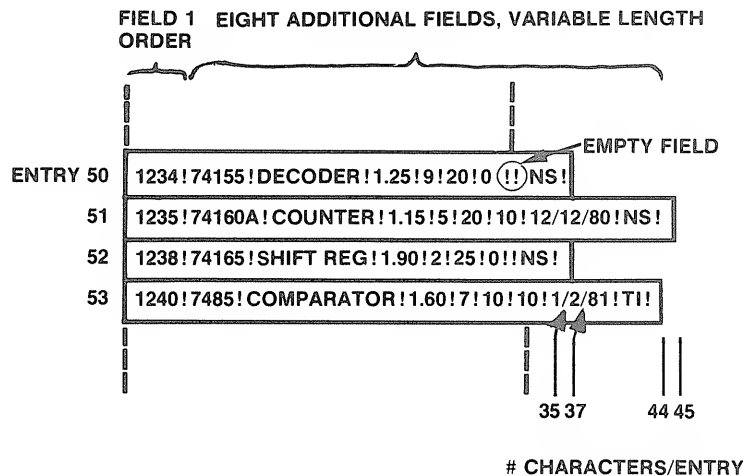 FIELD 1 EIGHT ADDITIONAL FIELDS, VARIABLE LENGTH
ORDER
EMPTY FIELD
ENTRY 50 1234!74155!DECODER!1.25!9!20!0 !!NS!
51 1235!74160A!COUNTER!1.15!5!20!10!12/12/80!NS!
52 1238!74165!SHIFT REG!1.90!2!25!0!!NS!
53 1240!7485!COMPARATOR!1.60!7!10!10!1/2/81!TI!
35 37 44 45
# CHARACTERS/ENTRY